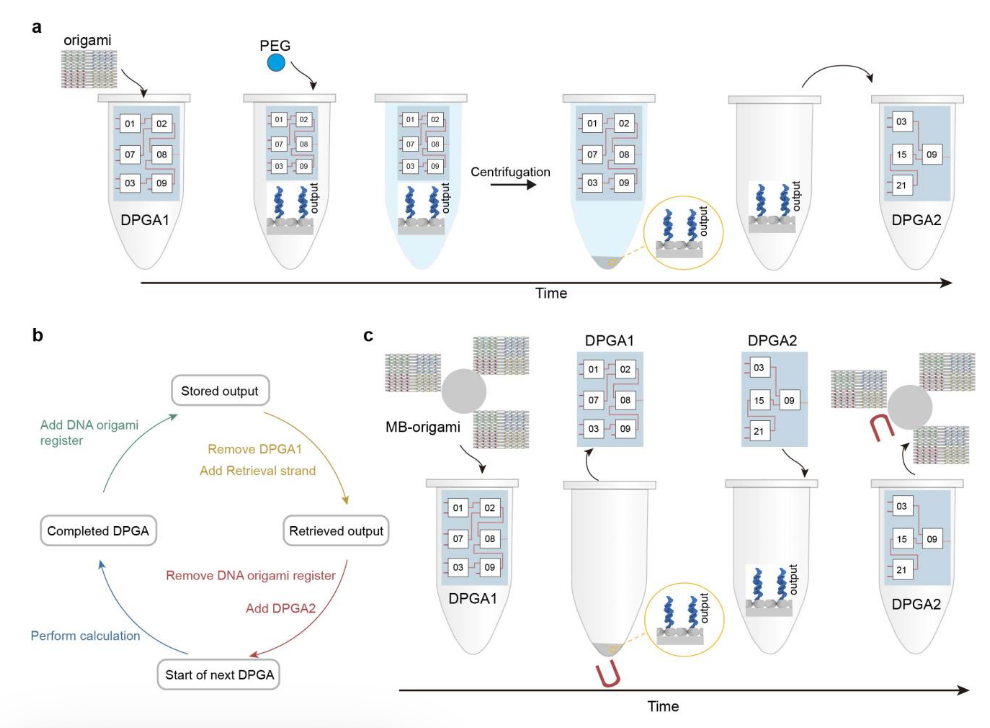 a
origami
PEG
01 02
07 08
03 09
DPGA1
01 02
07 08
03 09
output
01 02
07 08
03 09
output
Centrifugation
01 02
07 08
03 09
output
output
03
15 09
21
DPGA2
Time
b
Stored output
Add DNA origami
register
Remove DPGA1
Add Retrieval strand
Completed DPGA
Retrieved output
Remove DNA origami register
Add DPGA2
Perform calculation
Start of next DPGA
c
MB-origami
01 02
07 08
03 09
DPGA1
DPGA1
01 02
07 08
03 09
output
DPGA2
03
15 09
21
output
03
15 09
21
DPGA2
Time